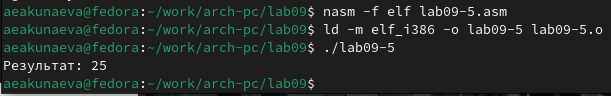 aeakunaeva@fedora:~/work/arch-pc/lab09$ nasm -f elf lab09-5.asm
aeakunaeva@fedora:~/work/arch-pc/lab09$ ld -m elf_i386 -o lab09-5 lab09-5.o
aeakunaeva@fedora:~/work/arch-pc/lab09$ ./lab09-5
Результат: 25
aeakunaeva@fedora:~/work/arch-pc/lab09$